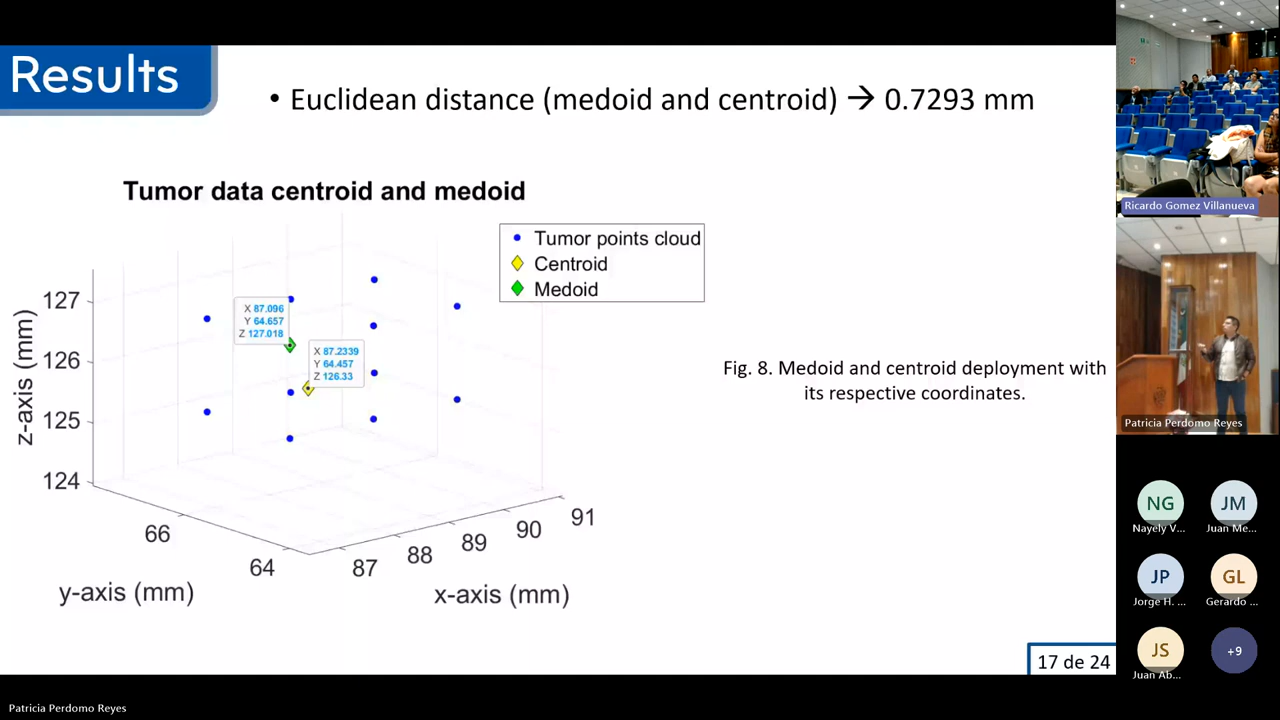 Results
• Euclidean distance (medoid and centroid) → 0.7293 mm
Tumor data centroid and medoid
Tumor points cloud
Centroid
Medoid
X 87.096
Y 64.657
Z 127.018
X 87.2339
Y 64.457
Z 126.33
127
126
125
124
z-axis (mm)
66
64
y-axis (mm)
87
88
89
90
91
x-axis (mm)
Fig. 8. Medoid and centroid deployment with
its respective coordinates.
17 de 24
Ricardo Gomez Villanueva
Patricia Perdomo Reyes
NG
Nayely V...
JM
Juan Me...
JP
Jorge H. ...
GL
Gerardo ...
JS
Juan Ab...
+9
Patricia Perdomo Reyes